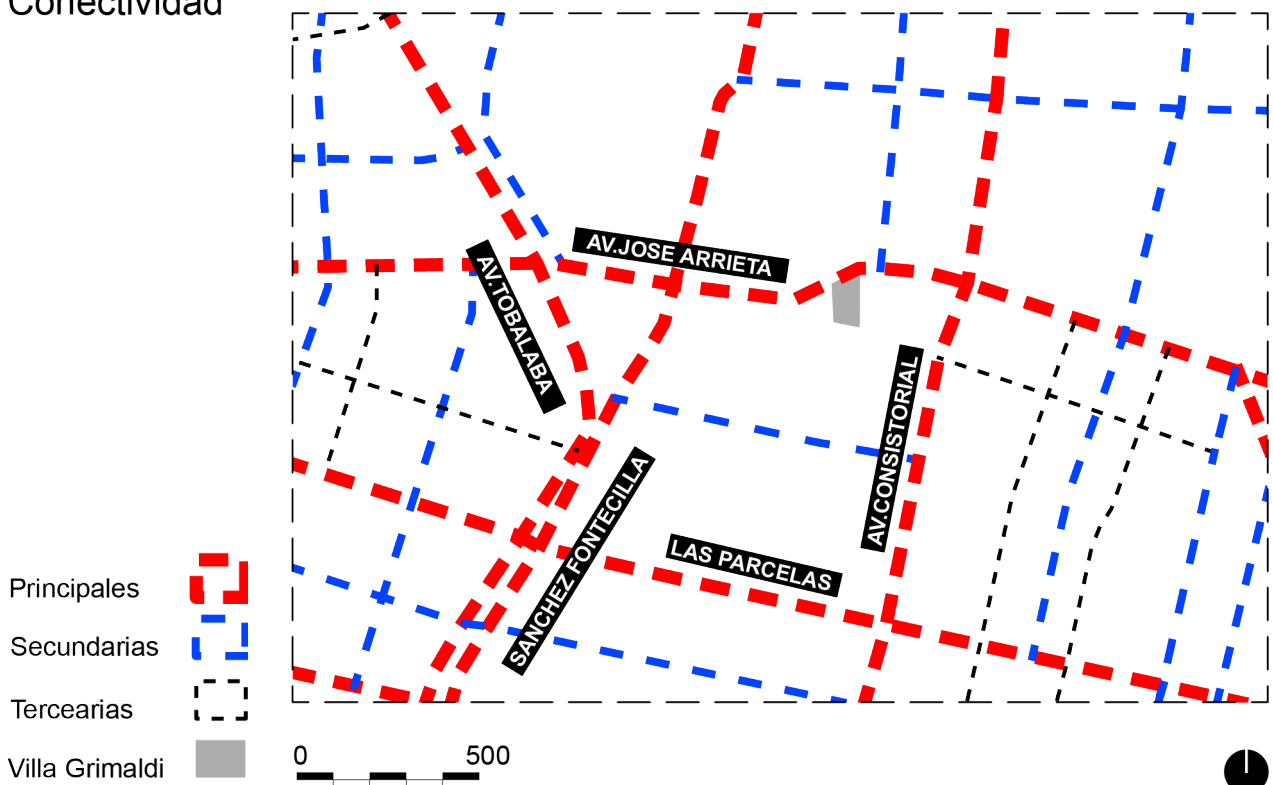 Conectividad
AV.JOSE ARRIETA
AV.TOBALABA
AV.CONSISTORIAL
SANCHEZ FONTECILLA
LAS PARCELAS
Principales
Secundarias
Tercearias
Villa Grimaldi
0 500